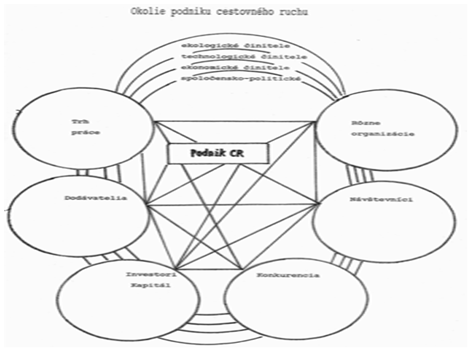 Okolie podniku cestovného ruchu
ekologické činitele
technologické činitele
ekonomické činitele
spoločensko-politické
Trh
práce
Rôzne
organizácie
Podnik CR
Dodávatelia
Návštevníci
Investori
Kapitál
Konkurencia